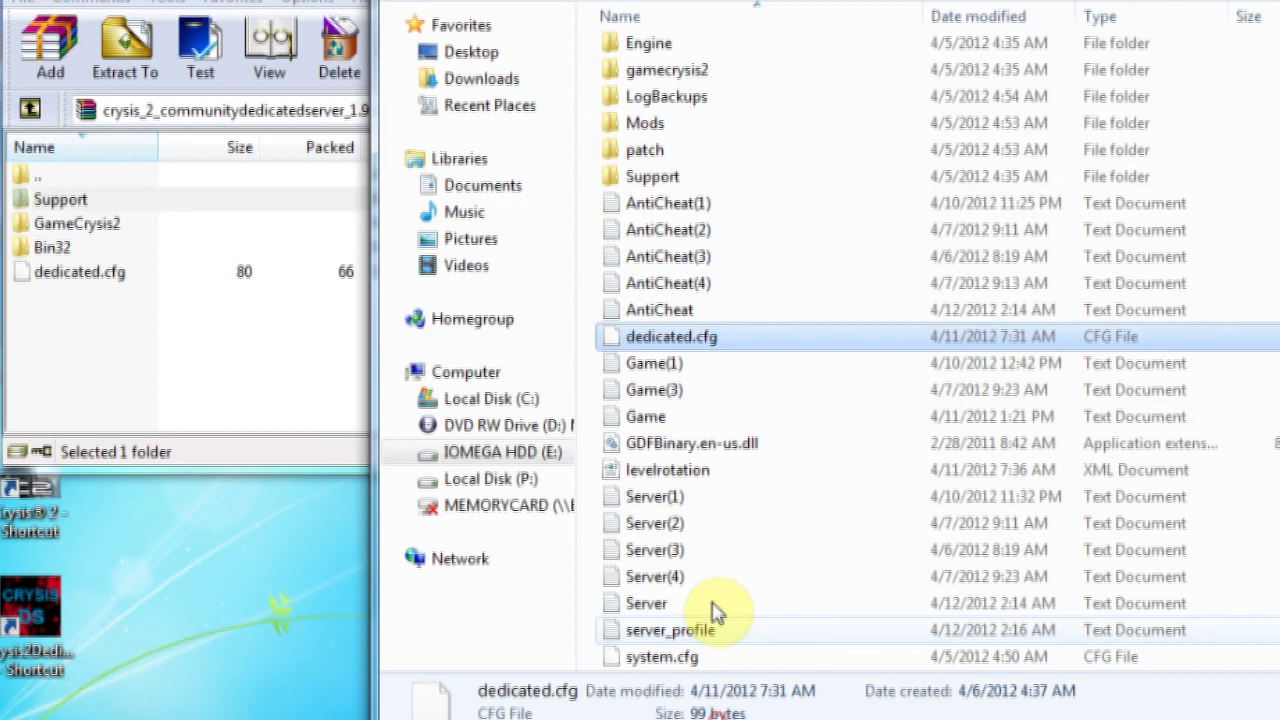 Add Extract To Test View Delete
crysis_2_communitydedicatedserver_1.9
Name Size Packed
..
Support
GameCrysis2
Bin32
dedicated.cfg 80 66
Selected 1 folder
Crysis® 2 -
Shortcut
CRYSIS
DS
Shortcut
Favorites
Desktop
Downloads
Recent Places
Libraries
Documents
Music
Pictures
Videos
Homegroup
Computer
Local Disk (C:)
DVD RW Drive (D:)
IOMEGA HDD (E:)
Local Disk (P:)
MEMORYCARD (\\
Network
Name Date modified Type Size
Engine 4/5/2012 4:35 AM File folder
gamecrysis2 4/5/2012 4:35 AM File folder
LogBackups 4/5/2012 4:54 AM File folder
Mods 4/5/2012 4:53 AM File folder
patch 4/5/2012 4:53 AM File folder
Support 4/5/2012 4:35 AM File folder
AntiCheat(1) 4/10/2012 11:25 PM Text Document
AntiCheat(2) 4/7/2012 9:11 AM Text Document
AntiCheat(3) 4/6/2012 8:19 AM Text Document
AntiCheat(4) 4/7/2012 9:13 AM Text Document
AntiCheat 4/12/2012 2:14 AM Text Document
dedicated.cfg 4/11/2012 7:31 AM CFG File
Game(1) 4/10/2012 12:42 PM Text Document
Game(3) 4/7/2012 9:23 AM Text Document
Game 4/11/2012 1:21 PM Text Document
GDFBinary.en-us.dll 2/28/2011 8:42 AM Application extens...
levelrotation 4/11/2012 7:36 AM XML Document
Server(1) 4/10/2012 11:32 PM Text Document
Server(2) 4/7/2012 9:11 AM Text Document
Server(3) 4/6/2012 8:19 AM Text Document
Server(4) 4/7/2012 9:23 AM Text Document
Server 4/12/2012 2:14 AM Text Document
server_profile 4/12/2012 2:16 AM Text Document
system.cfg 4/5/2012 4:50 AM CFG File
dedicated.cfg Date modified: 4/11/2012 7:31 AM Date created: 4/6/2012 4:37 AM
CFG File Size: 99 bytes